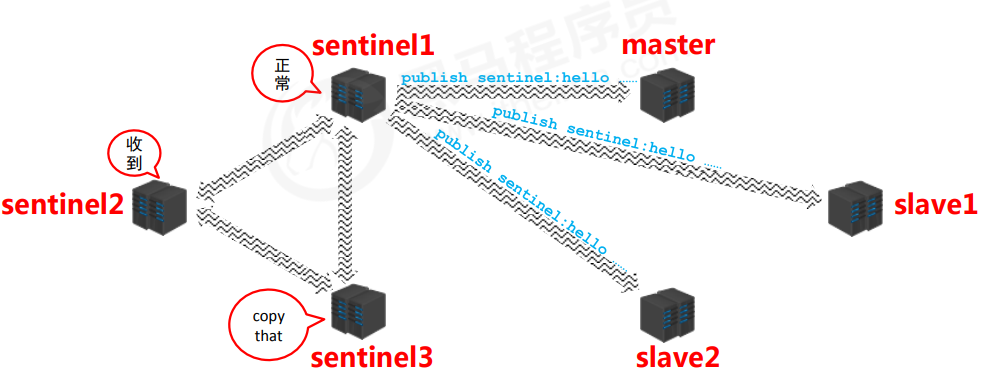 sentinel1
master
正
常
publish sentinel:hello ……
publish sentinel:hello ……
publish sentinel:hello ……
收
到
sentinel2
slave1
copy
that
sentinel3
slave2